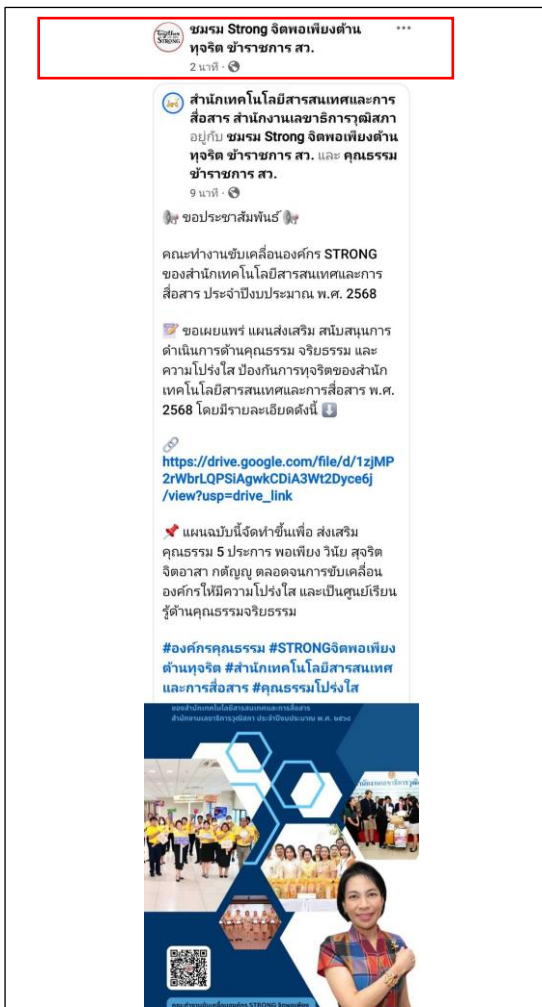 ชมรม Strong จิตพอเพียงต้าน
ทุจริต ข้าราชการ สว.
2 นาที ·
สำนักเทคโนโลยีสารสนเทศและการ
สื่อสาร สำนักงานเลขาธิการวุฒิสภา
อยู่กับ ชมรม Strong จิตพอเพียงต้าน
ทุจริต ข้าราชการ สว. และ คุณธรรม
ข้าราชการ สว.
9 นาที ·
ขอประชาสัมพันธ์
คณะทำงานขับเคลื่อนองค์กร STRONG
ของสำนักเทคโนโลยีสารสนเทศและการ
สื่อสาร ประจำปีงบประมาณ พ.ศ. 2568
ขอเผยแพร่ แผนส่งเสริม สนับสนุนการ
ดำเนินการด้านคุณธรรม จริยธรรม และ
ความโปร่งใส ป้องกันการทุจริตของสำนัก
เทคโนโลยีสารสนเทศและการสื่อสาร พ.ศ.
2568 โดยมีรายละเอียดดังนี้
https://drive.google.com/file/d/1zjMP
2rWbrLQPSiAgwkCDiA3Wt2Dyce6j
/view?usp=drive_link
แผนฉบับนี้จัดทำขึ้นเพื่อ ส่งเสริม
คุณธรรม 5 ประการ พอเพียง วินัย สุจริต
จิตอาสา กตัญญู ตลอดจนการขับเคลื่อน
องค์กรให้มีความโปร่งใส และเป็นศูนย์เรียน
รู้ด้านคุณธรรมจริยธรรม
#องค์กรคุณธรรม #STRONGจิตพอเพียง
ต้านทุจริต #สำนักเทคโนโลยีสารสนเทศ
และการสื่อสาร #คุณธรรมโปร่งใส
ของสำนักเทคโนโลยีสารสนเทศและการสื่อสาร
สำนักงานเลขาธิการวุฒิสภา ประจำปีงบประมาณ พ.ศ. ๒๕๖๘
คณะทำงานขับเคลื่อนองค์กร STRONG จิตพอเพียง